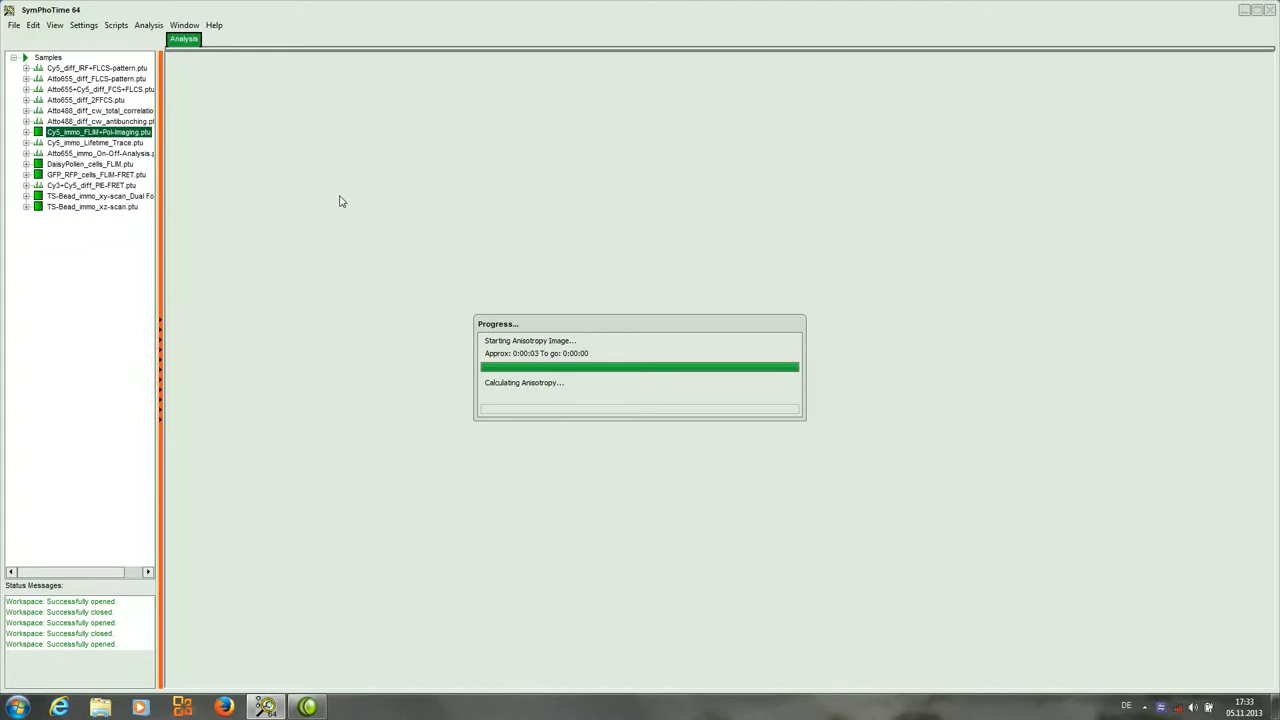 SymPhoTime 64
File Edit View Settings Scripts Analysis Window Help
Analysis
Samples
Cy5_diff_IRF+FLCS-pattern.ptu
Atto655_diff_FLCS-pattern.ptu
Atto655+Cy5_diff_FCS+FLCS.ptu
Atto655_diff_2FFCS.ptu
Atto488_diff_cw_total_correlatio
Atto488_diff_cw_antibunching.pt
Cy5_immo_FLIM+Pol-Imaging.ptu
Cy5_immo_Lifetime_Trace.ptu
Atto655_immo_On-Off-Analysis.p
DaisyPollen_cells_FLIM.ptu
GFP_RFP_cells_FLIM-FRET.ptu
Cy3+Cy5_diff_PIE-FRET.ptu
TS-Bead_immo_xy-scan_Dual Fo
TS-Bead_immo_xz-scan.ptu
Progress...
Starting Anisotropy Image...
Approx: 0:00:03 To go: 0:00:00
Calculating Anisotropy...
Status Messages:
Workspace: Successfully opened.
Workspace: Successfully closed.
Workspace: Successfully opened.
Workspace: Successfully closed.
Workspace: Successfully opened.
64
DE
17:33
05.11.2013